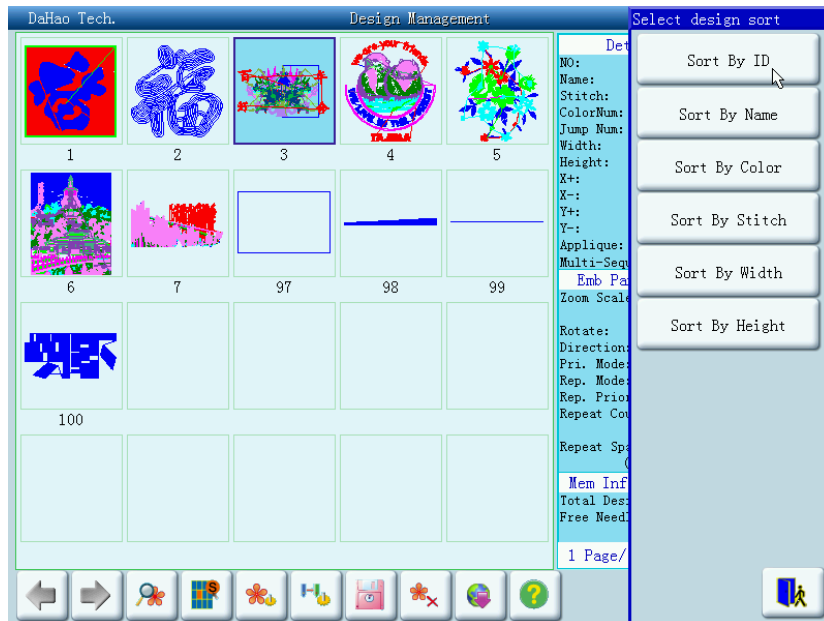 DaHao Tech.
Design Management
Select design sort
1
2
3
4
5
6
7
97
98
99
100
Det
NO:
Name:
Stitch:
ColorNum:
Jump Num:
Width:
Height:
X+:
X-:
Y+:
Y-:
Applique:
Multi-Sequ
Emb Pa
Zoom Scale
Rotate:
Direction:
Pri. Mode:
Rep. Mode:
Rep. Prior
Repeat Cou
Repeat Spa
(
Mem Inf
Total Desi
Free Needl
1 Page/
Sort By ID
Sort By Name
Sort By Color
Sort By Stitch
Sort By Width
Sort By Height
S
?